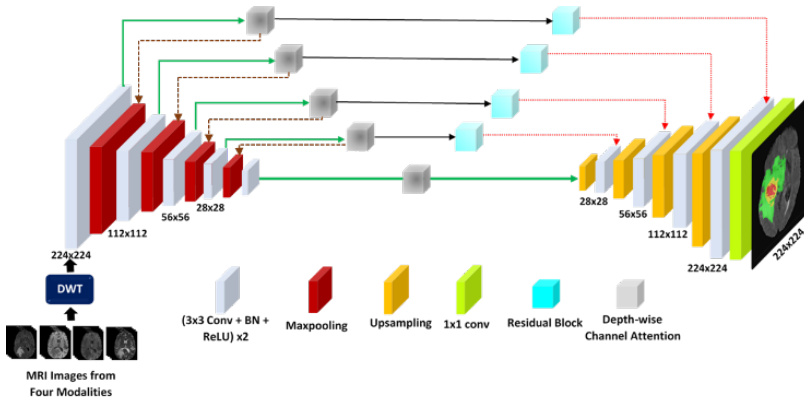 224x224
112x112
56x56
28x28
28x28
56x56
112x112
224x224
224x224
DWT
MRI Images from
Four Modalities
(3x3 Conv + BN +
ReLU) x2
Maxpooling
Upsampling
1x1 conv
Residual Block
Depth-wise
Channel Attention